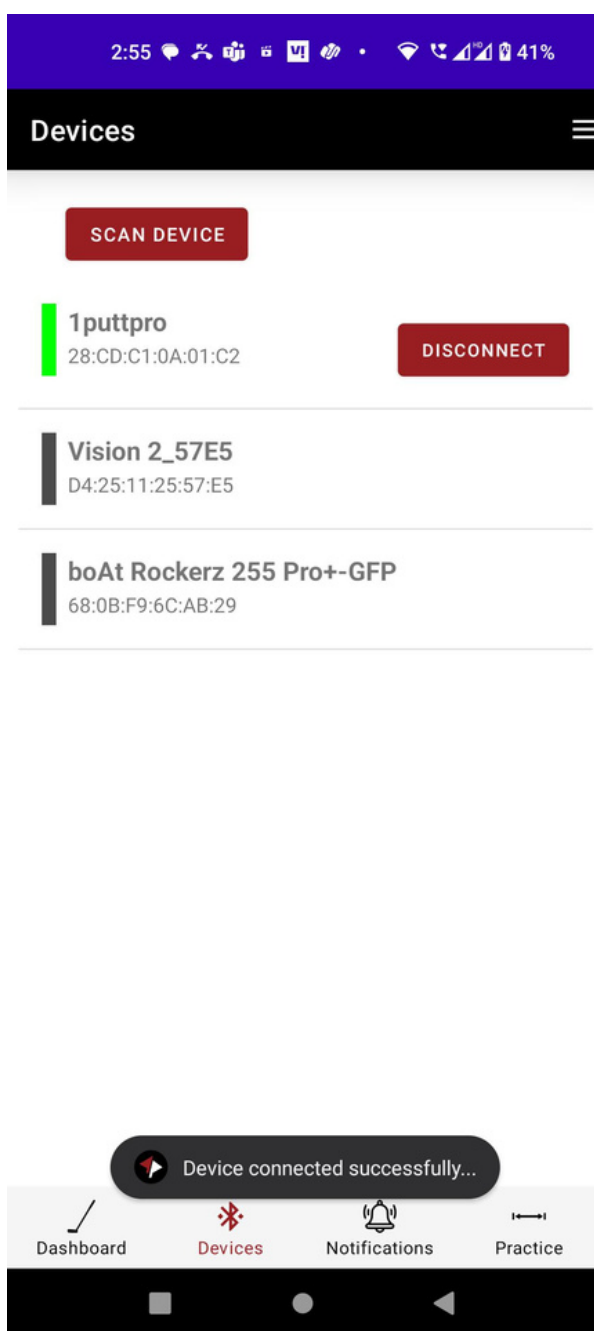 2:55 41%
Devices
SCAN DEVICE
1puttpro
28:CD:C1:0A:01:C2
DISCONNECT
Vision 2_57E5
D4:25:11:25:57:E5
boAt Rockerz 255 Pro+-GFP
68:0B:F9:6C:AB:29
Device connected successfully...
Dashboard Devices Notifications Practice